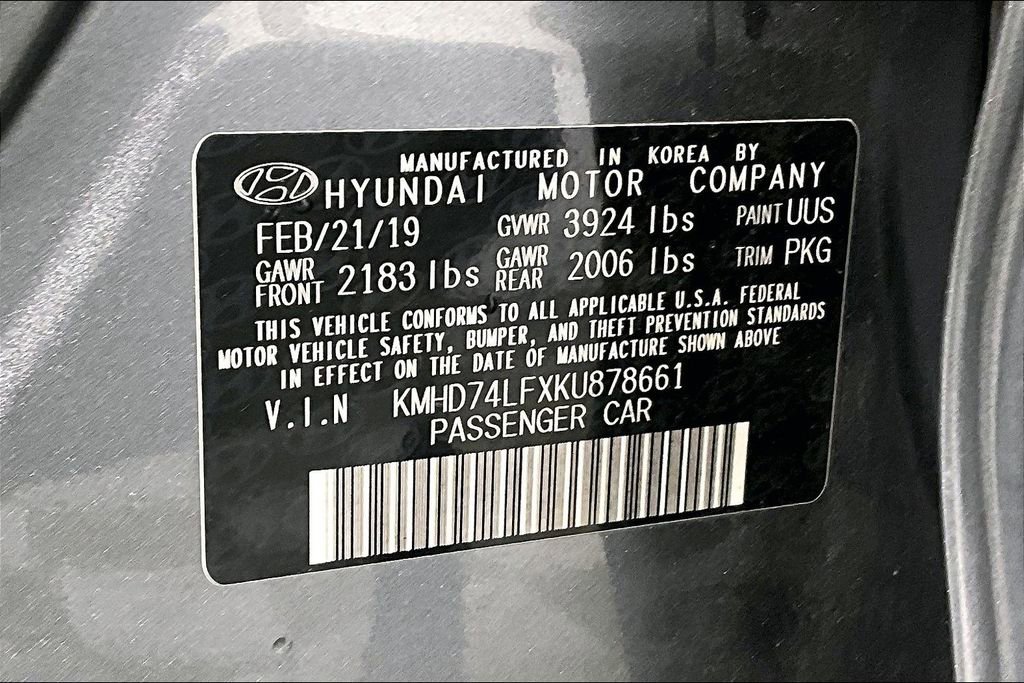 MANUFACTURED IN KOREA BY
HYUNDAI MOTOR COMPANY
FEB/21/19 GVWR 3924 lbs PAINT UUS
GAWR FRONT 2183 lbs GAWR REAR 2006 lbs TRIM PKG
THIS VEHICLE CONFORMS TO ALL APPLICABLE U.S.A. FEDERAL
MOTOR VEHICLE SAFETY, BUMPER, AND THEFT PREVENTION STANDARDS
IN EFFECT ON THE DATE OF MANUFACTURE SHOWN ABOVE
V.I.N KMHD74LFXKU878661
PASSENGER CAR